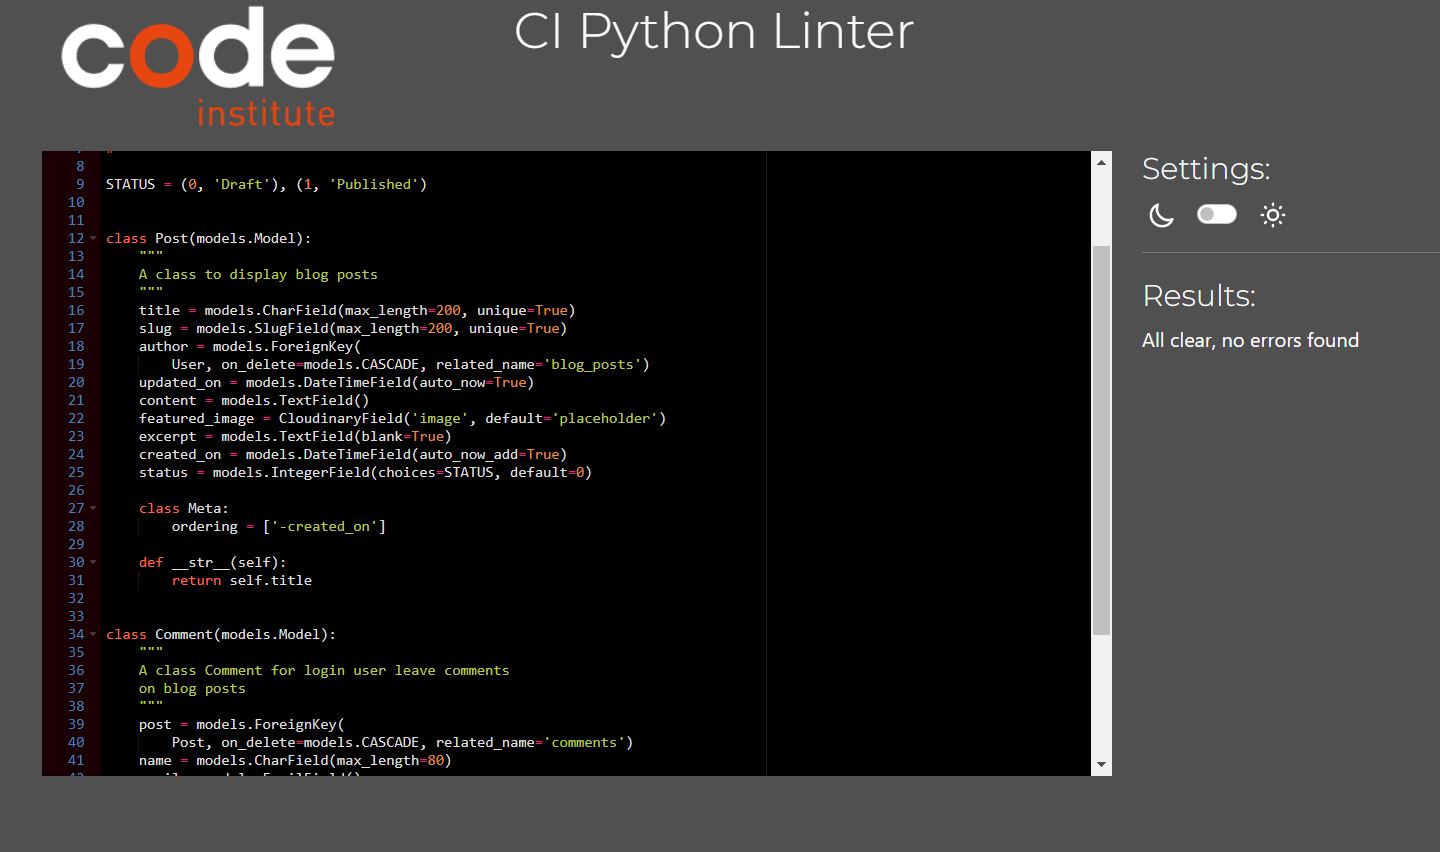 code
institute
CI Python Linter
8
9 STATUS = (0, 'Draft'), (1, 'Published')
10
11
12 class Post(models.Model):
13 """
14 A class to display blog posts
15 """
16 title = models.CharField(max_length=200, unique=True)
17 slug = models.SlugField(max_length=200, unique=True)
18 author = models.ForeignKey(
19 User, on_delete=models.CASCADE, related_name='blog_posts')
20 updated_on = models.DateTimeField(auto_now=True)
21 content = models.TextField()
22 featured_image = CloudinaryField('image', default='placeholder')
23 excerpt = models.TextField(blank=True)
24 created_on = models.DateTimeField(auto_now_add=True)
25 status = models.IntegerField(choices=STATUS, default=0)
26
27 class Meta:
28 ordering = ['-created_on']
29
30 def __str__(self):
31 return self.title
32
33
34 class Comment(models.Model):
35 """
36 A class Comment for login user leave comments
37 on blog posts
38 """
39 post = models.ForeignKey(
40 Post, on_delete=models.CASCADE, related_name='comments')
41 name = models.CharField(max_length=80)
Settings:
Results:
All clear, no errors found